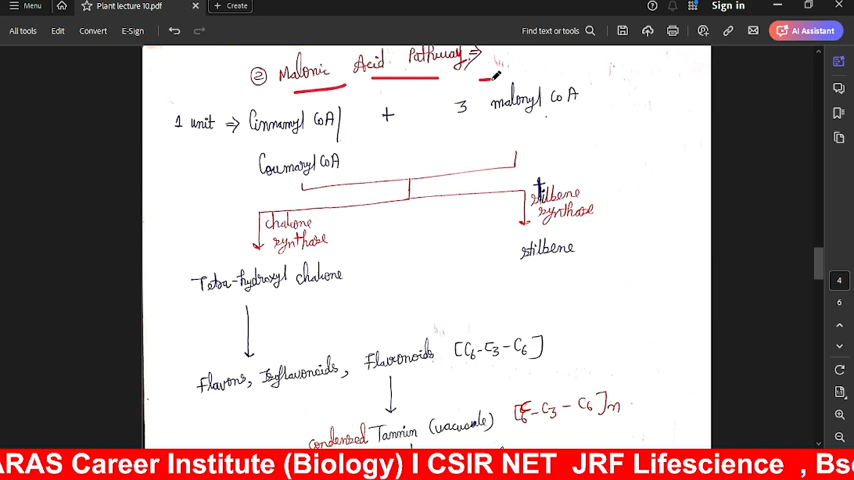 Menu
Plant lecture 10.pdf
+ Create
Sign in
All tools Edit Convert E-Sign
Find text or tools
AI Assistant
② Malonic Acid Pathway ⇒
1 unit ⇒ Cinnamyl CoA + 3 malonyl CoA
Coumaryl CoA
chalcone
synthase
stilbene
synthase
Tetra-hydroxyl chalcone
stilbene
Flavons, Isoflavonoids, Flavonoids [C6-C3-C6]
condenized Tannin (vacuole) [C6-C3-C6]n
4
6
ARAS Career Institute (Biology) I CSIR NET JRF Lifescience , Bs